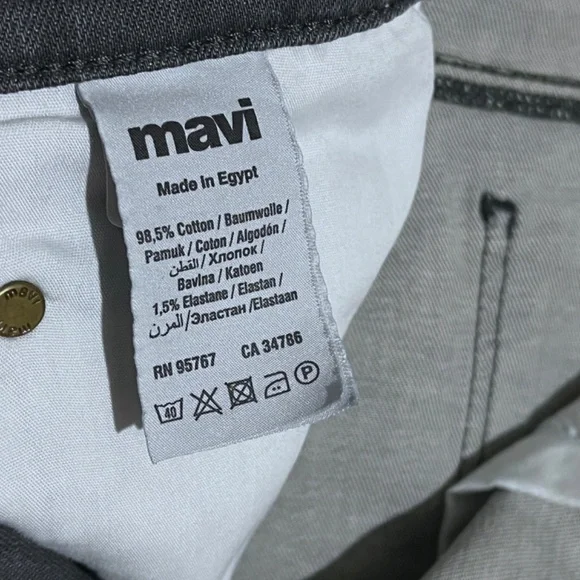 mavi
Made in Egypt
98,5% Cotton / Baumwolle /
Pamuk / Coton / Algodón /
القطن / Хлопок /
Bavlna / Katoen
1,5% Elastane / Elastan /
المرن /Эластан /Elastaan
RN 95767 CA 34786
40
P
mavi